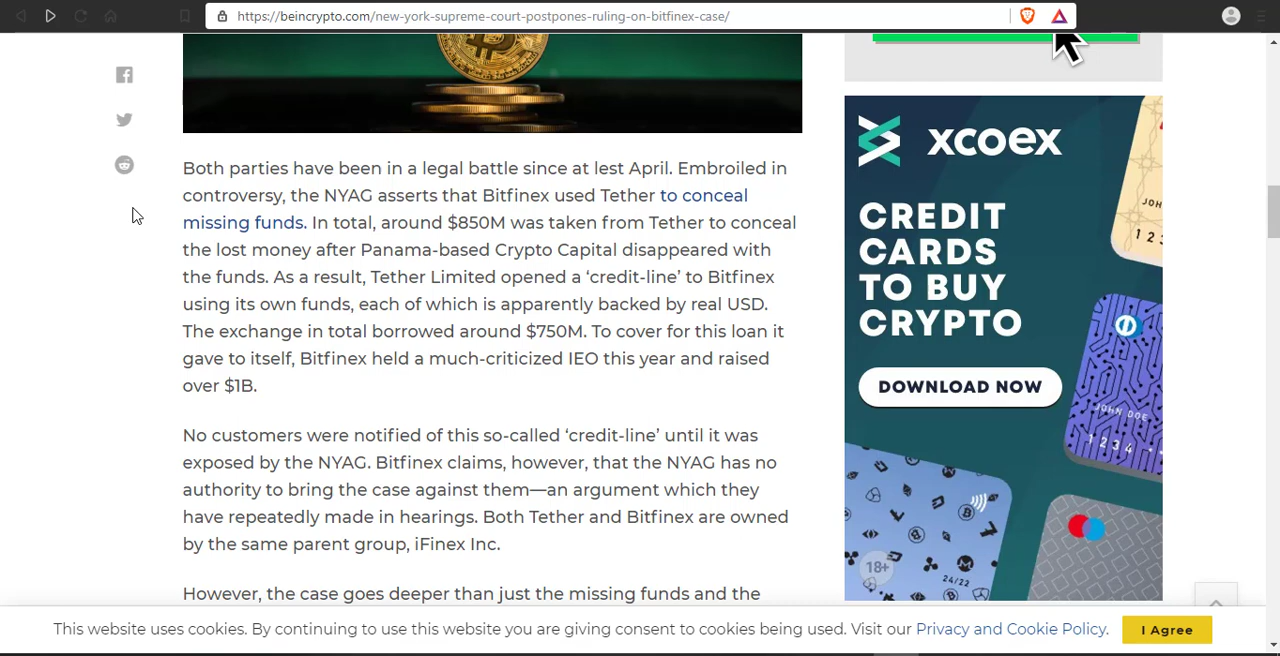 https://beincrypto.com/new-york-supreme-court-postpones-ruling-on-bitfinex-case/
Both parties have been in a legal battle since at lest April. Embroiled in
controversy, the NYAG asserts that Bitfinex used Tether to conceal
missing funds. In total, around $850M was taken from Tether to conceal
the lost money after Panama-based Crypto Capital disappeared with
the funds. As a result, Tether Limited opened a ‘credit-line’ to Bitfinex
using its own funds, each of which is apparently backed by real USD.
The exchange in total borrowed around $750M. To cover for this loan it
gave to itself, Bitfinex held a much-criticized IEO this year and raised
over $1B.
No customers were notified of this so-called ‘credit-line’ until it was
exposed by the NYAG. Bitfinex claims, however, that the NYAG has no
authority to bring the case against them—an argument which they
have repeatedly made in hearings. Both Tether and Bitfinex are owned
by the same parent group, iFinex Inc.
However, the case goes deeper than just the missing funds and the
xcoex
CREDIT
CARDS
TO BUY
CRYPTO
DOWNLOAD NOW
JOHN
1 2
JOHN DOE
1 2 3 4
18+
24/22
This website uses cookies. By continuing to use this website you are giving consent to cookies being used. Visit our Privacy and Cookie Policy.
I Agree